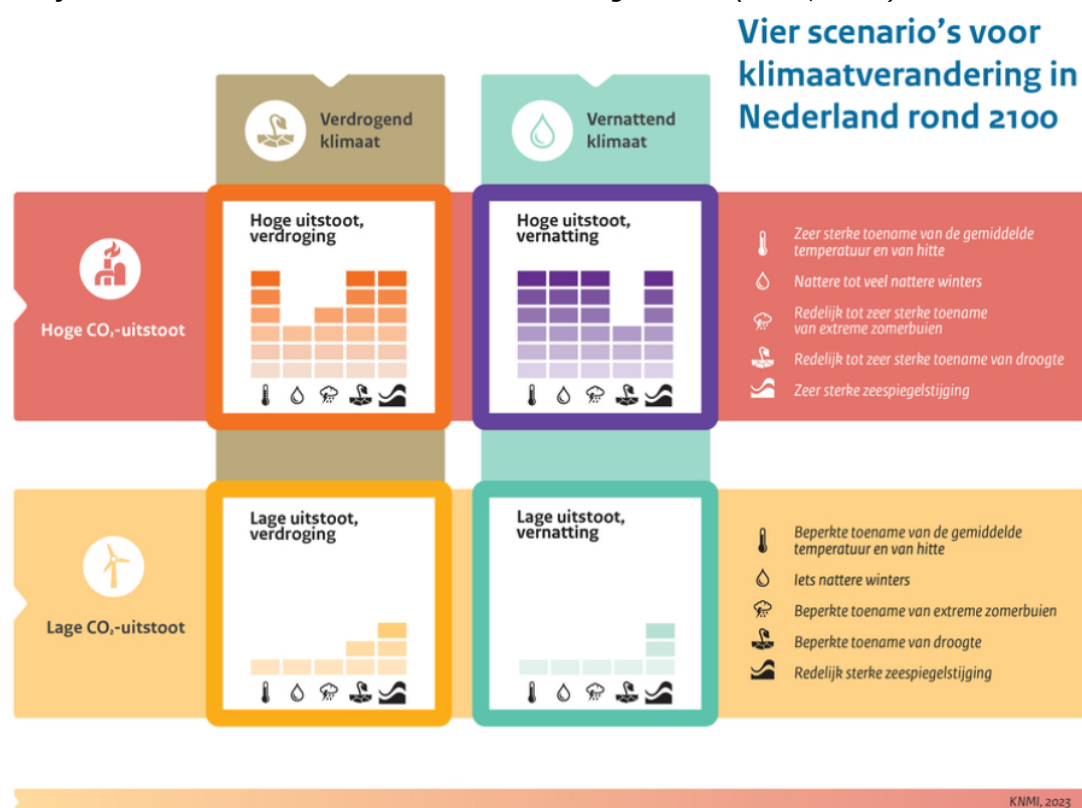 Vier scenario's voor
klimaatverandering in
Nederland rond 2100
Verdrogend
klimaat
Vernattend
klimaat
Hoge CO₂-uitstoot
Hoge uitstoot,
verdroging
Hoge uitstoot,
vernatting
Zeer sterke toename van de gemiddelde
temperatuur en van hitte
Nattere tot veel nattere winters
Redelijk tot zeer sterke toename
van extreme zomerbuien
Redelijk tot zeer sterke toename van droogte
Zeer sterke zeespiegelstijging
Lage CO₂-uitstoot
Lage uitstoot,
verdroging
Lage uitstoot,
vernatting
Beperkte toename van de gemiddelde
temperatuur en van hitte
Iets nattere winters
Beperkte toename van extreme zomerbuien
Beperkte toename van droogte
Redelijk sterke zeespiegelstijging
KNMI, 2023